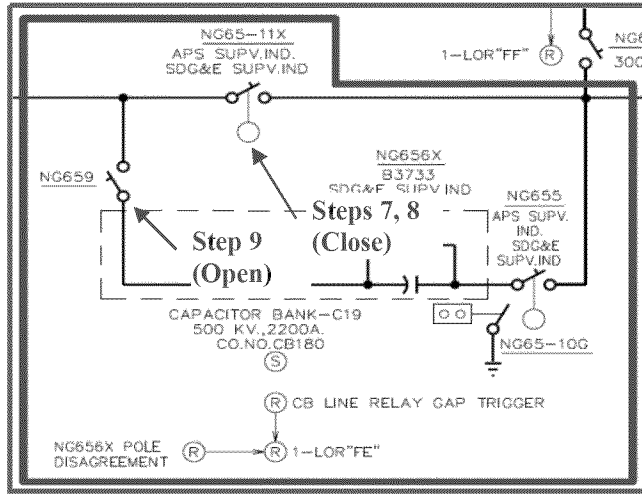 NG65-11X
APS SUPV.IND.
SDG&E SUPV.IND
1-LOR"FF"
R
NG6
300
NG659
NG656X
B3733
SDG&E SUPV.IND
NG655
APS SUPV.
IND.
SDG&E
SUPV.IND
Steps 7, 8
(Close)
Step 9
(Open)
CAPACITOR BANK-C19
500 KV.,2200A.
CO.NO.CB180
S
NG65-10G
R CB LINE RELAY GAP TRIGGER
NG656X POLE
DISAGREEMENT
R
R 1-LOR"FE"